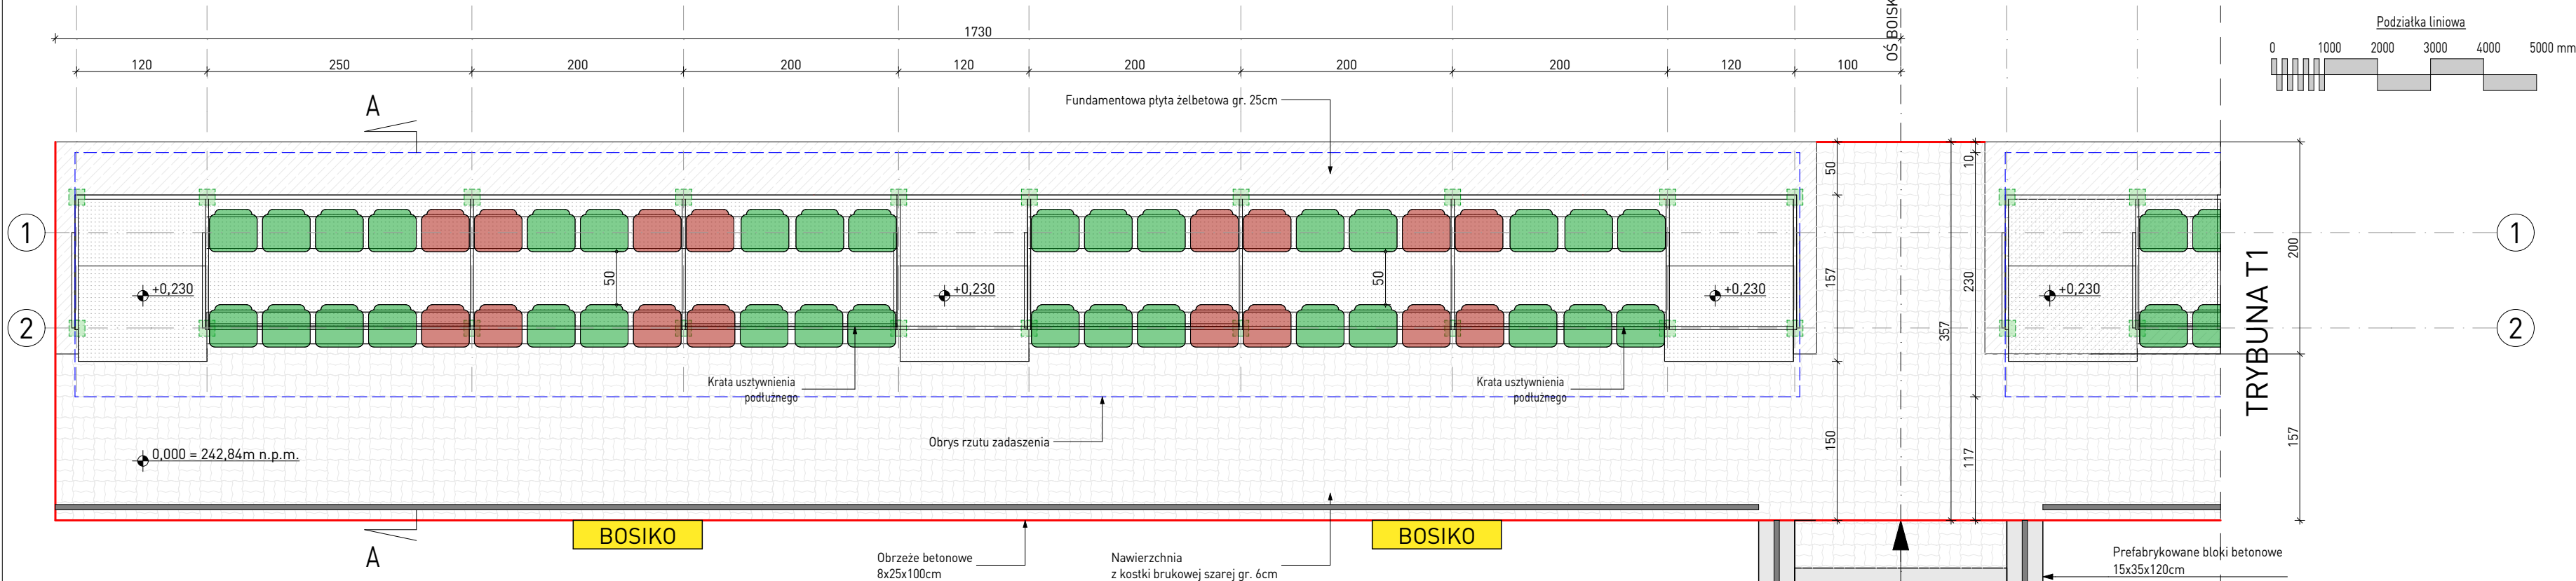 OŚ BOISK
Podziałka liniowa
0 1000 2000 3000 4000 5000 mm
1730
120 250 200 200 120 200 200 200 120 100
A
Fundamentowa płyta żelbetowa gr. 25cm
50
10
1
1
200
50
50
157
230
+0,230
+0,230
+0,230
+0,230
2
2
357
TRYBUNA T1
Krata usztywnienia
podłużnego
Krata usztywnienia
podłużnego
Obrys rzutu zadaszenia
150
117
157
0,000 = 242,84m n.p.m.
BOSIKO
BOSIKO
A
Obrzeże betonowe
8x25x100cm
Nawierzchnia
z kostki brukowej szarej gr. 6cm
Prefabrykowane bloki betonowe
15x35x120cm